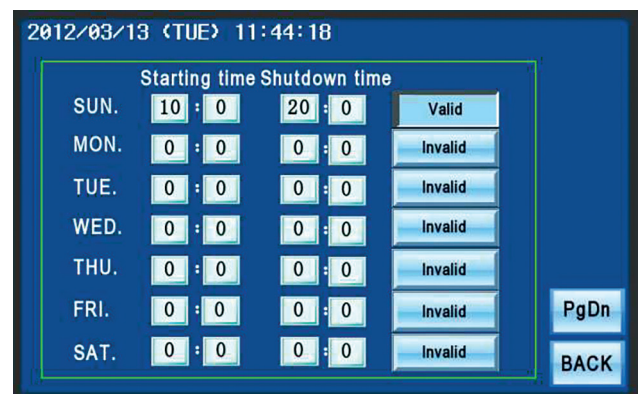 2012/03/13 (TUE) 11:44:18
Starting time Shutdown time
SUN. 10 : 0 20 : 0 Valid
MON. 0 : 0 0 : 0 Invalid
TUE. 0 : 0 0 : 0 Invalid
WED. 0 : 0 0 : 0 Invalid
THU. 0 : 0 0 : 0 Invalid
FRI. 0 : 0 0 : 0 Invalid
PgDn
SAT. 0 : 0 0 : 0 Invalid
BACK